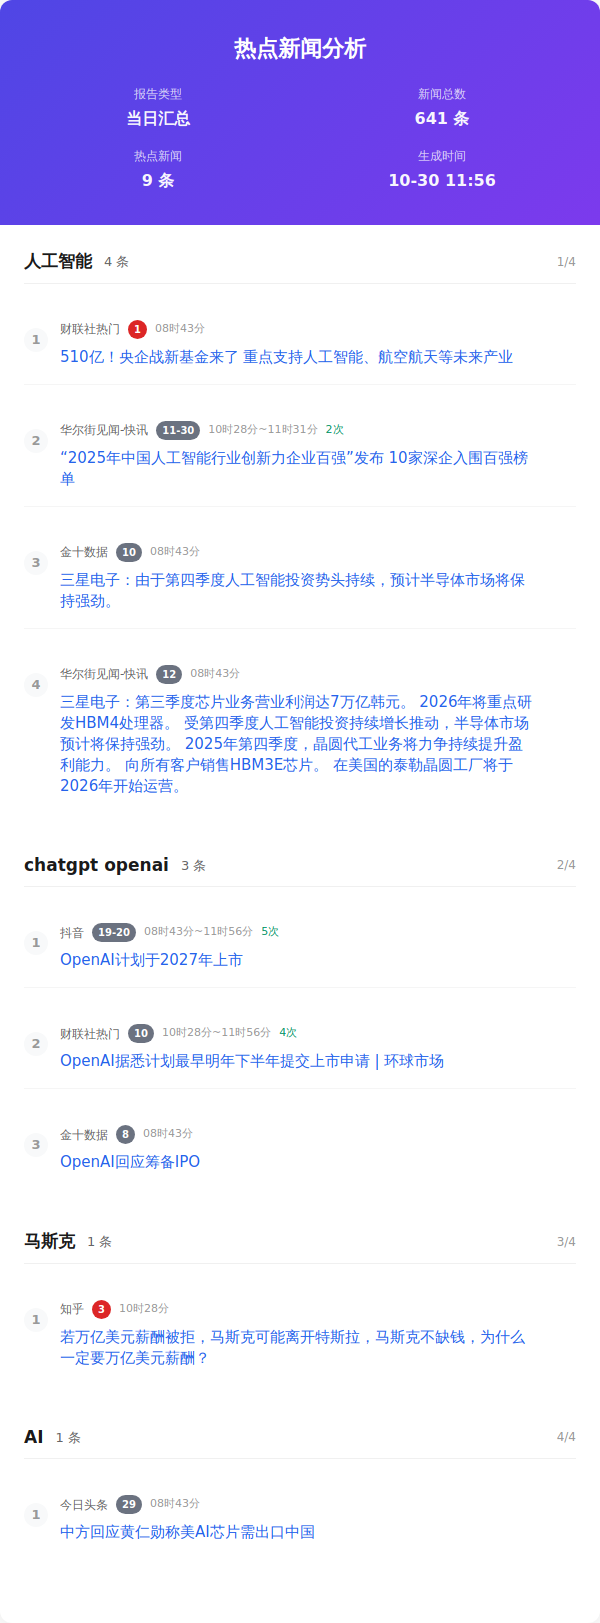 热点新闻分析
报告类型
当日汇总
新闻总数
641 条
热点新闻
9 条
生成时间
10-30 11:56
人工智能 4 条 1/4
1 财联社热门 1 08时43分
510亿！央企战新基金来了 重点支持人工智能、航空航天等未来产业
2 华尔街见闻-快讯 11-30 10时28分~11时31分 2次
“2025年中国人工智能行业创新力企业百强”发布 10家深企入围百强榜
单
3 金十数据 10 08时43分
三星电子：由于第四季度人工智能投资势头持续，预计半导体市场将保
持强劲。
4 华尔街见闻-快讯 12 08时43分
三星电子：第三季度芯片业务营业利润达7万亿韩元。 2026年将重点研
发HBM4处理器。 受第四季度人工智能投资持续增长推动，半导体市场
预计将保持强劲。 2025年第四季度，晶圆代工业务将力争持续提升盈
利能力。 向所有客户销售HBM3E芯片。 在美国的泰勒晶圆工厂将于
2026年开始运营。
chatgpt openai 3 条 2/4
1 抖音 19-20 08时43分~11时56分 5次
OpenAI计划于2027年上市
2 财联社热门 10 10时28分~11时56分 4次
OpenAI据悉计划最早明年下半年提交上市申请 | 环球市场
3 金十数据 8 08时43分
OpenAI回应筹备IPO
马斯克 1 条 3/4
1 知乎 3 10时28分
若万亿美元薪酬被拒，马斯克可能离开特斯拉，马斯克不缺钱，为什么
一定要万亿美元薪酬？
AI 1 条 4/4
1 今日头条 29 08时43分
中方回应黄仁勋称美AI芯片需出口中国